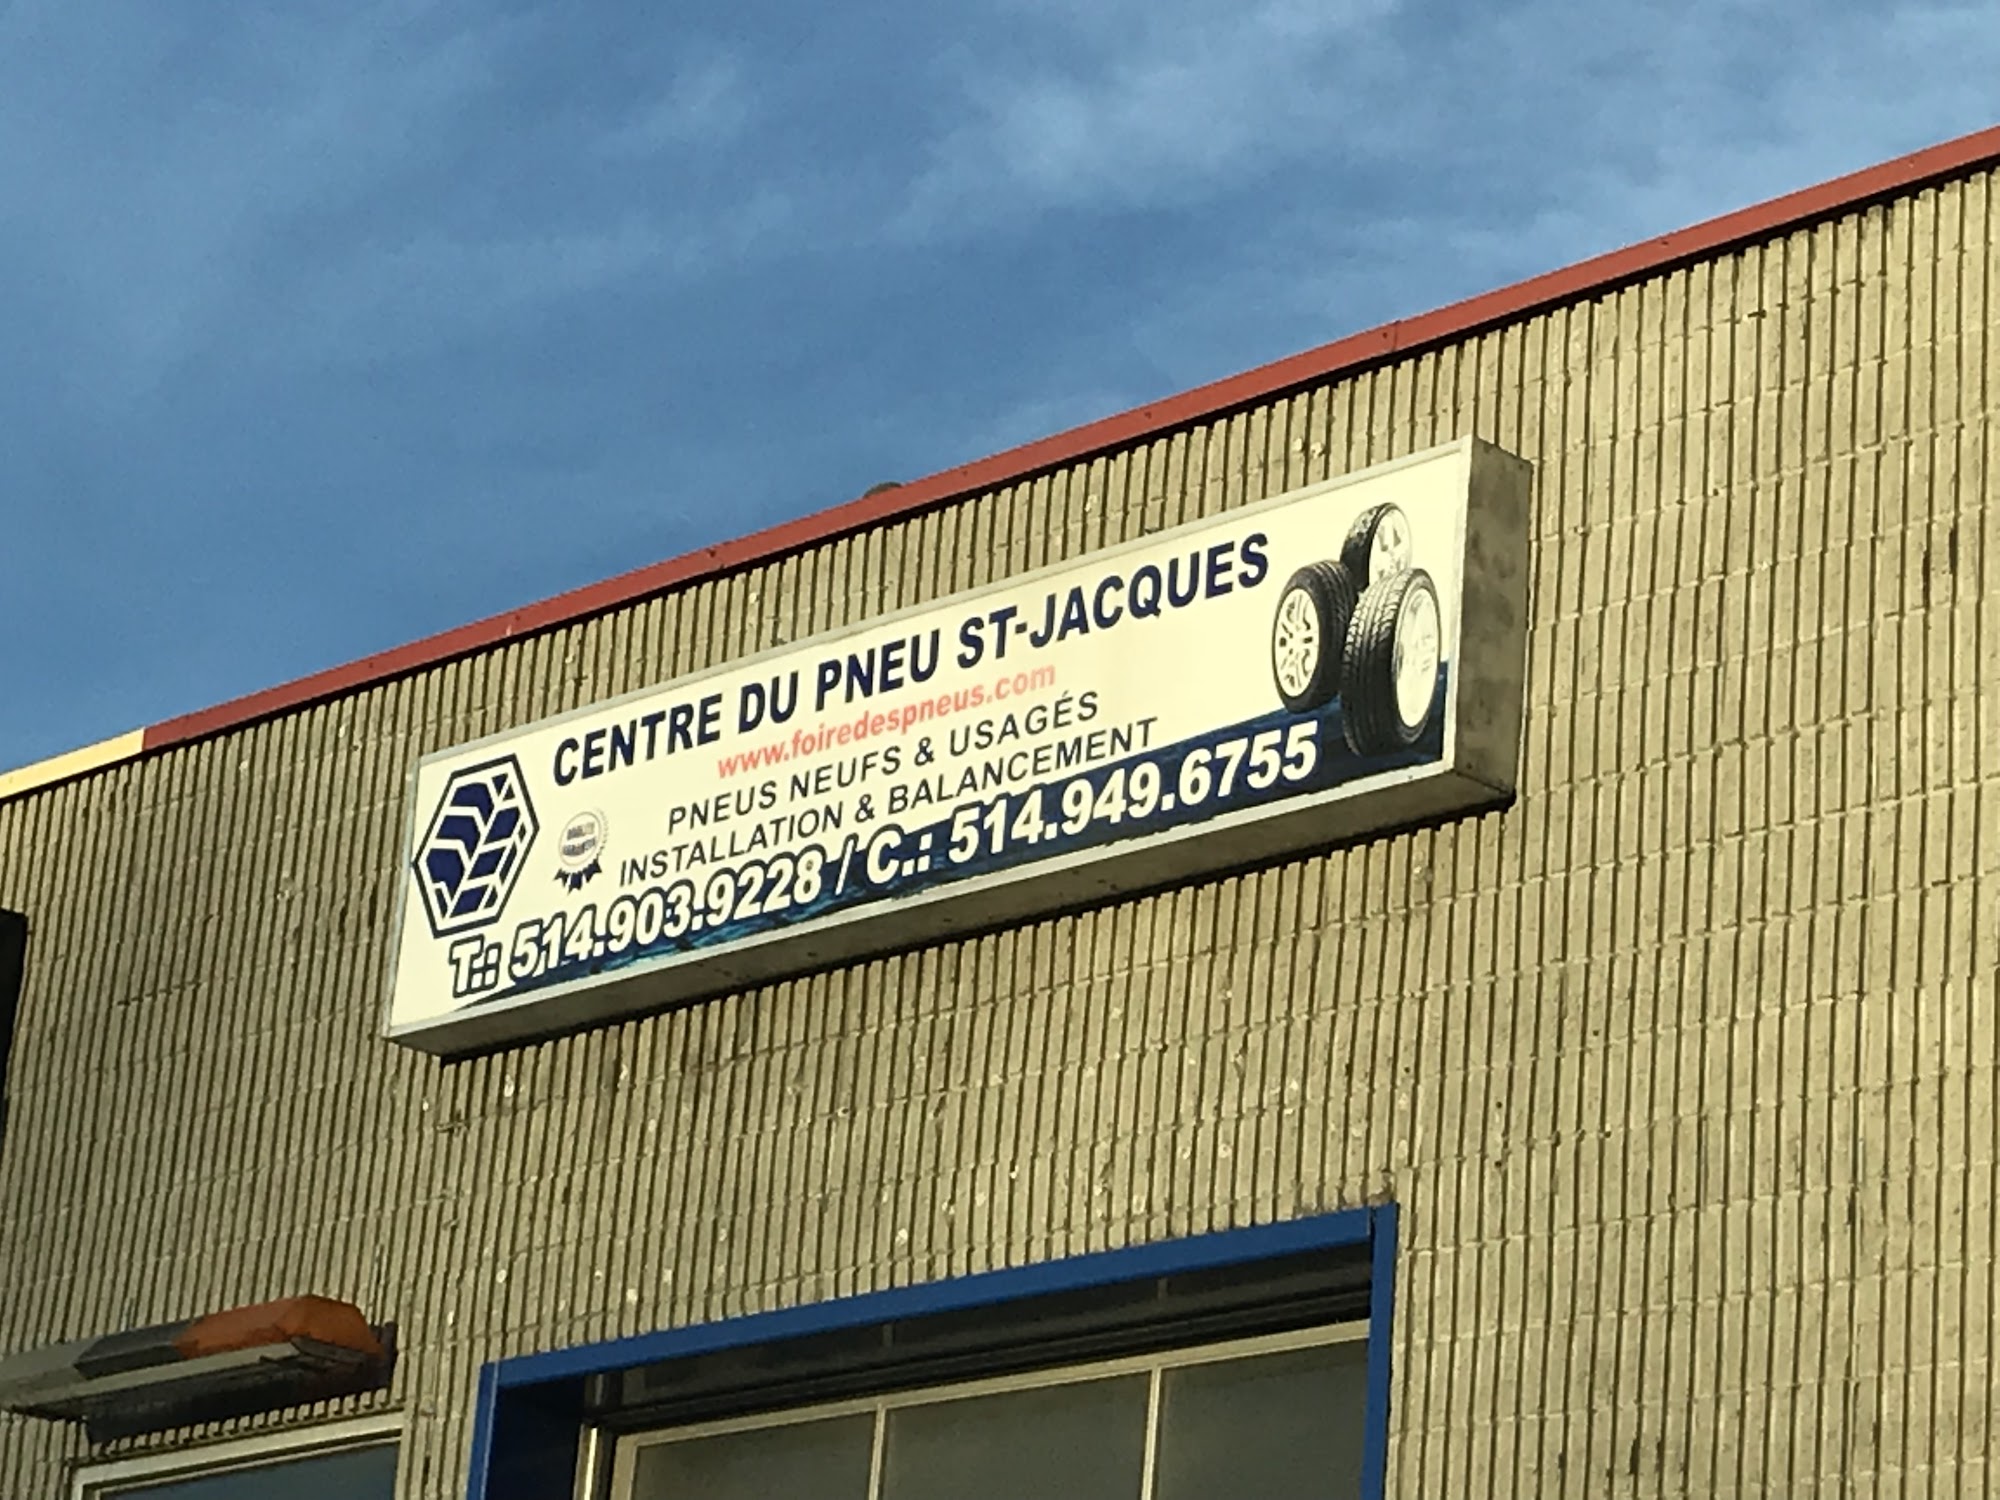 CENTRE DU PNEU ST-JACQUES
www.foiredespneus.com
PNEUS NEUFS & USAGÉS
INSTALLATION & BALANCEMENT
T.: 514.903.9228 / C.: 514.949.6755